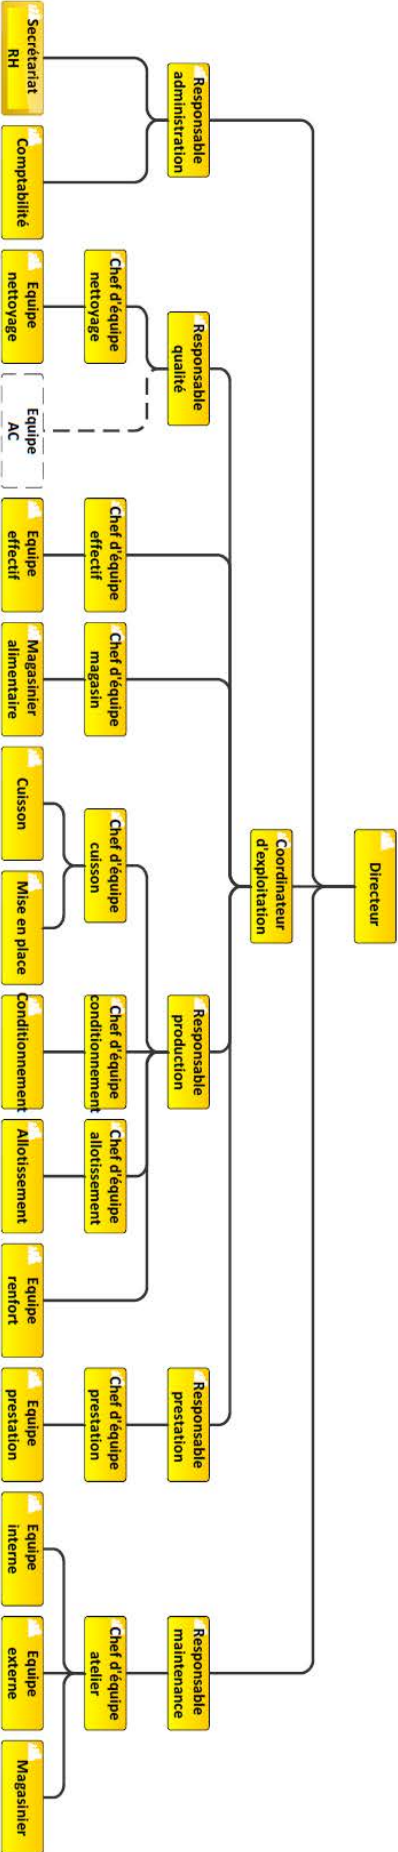 Directeur
Coordinateur
d'exploitation
Responsable
administration
Responsable
qualité
Responsable
production
Responsable
prestation
Responsable
maintenance
Chef d'équipe
nettoyage
Chef d'équipe
effectif
Chef d'équipe
magasin
Chef d'équipe
cuisson
Chef d'équipe
conditionnement
Chef d'équipe
allotissement
Chef d'équipe
prestation
Chef d'équipe
atelier
Secrétariat
RH
Comptabilité
Equipe
nettoyage
Equipe
AC
Equipe
effectif
Magasinier
alimentaire
Cuisson
Mise en place
Conditionnement
Allotissement
Equipe
renfort
Equipe
prestation
Equipe
interne
Equipe
externe
Magasinier